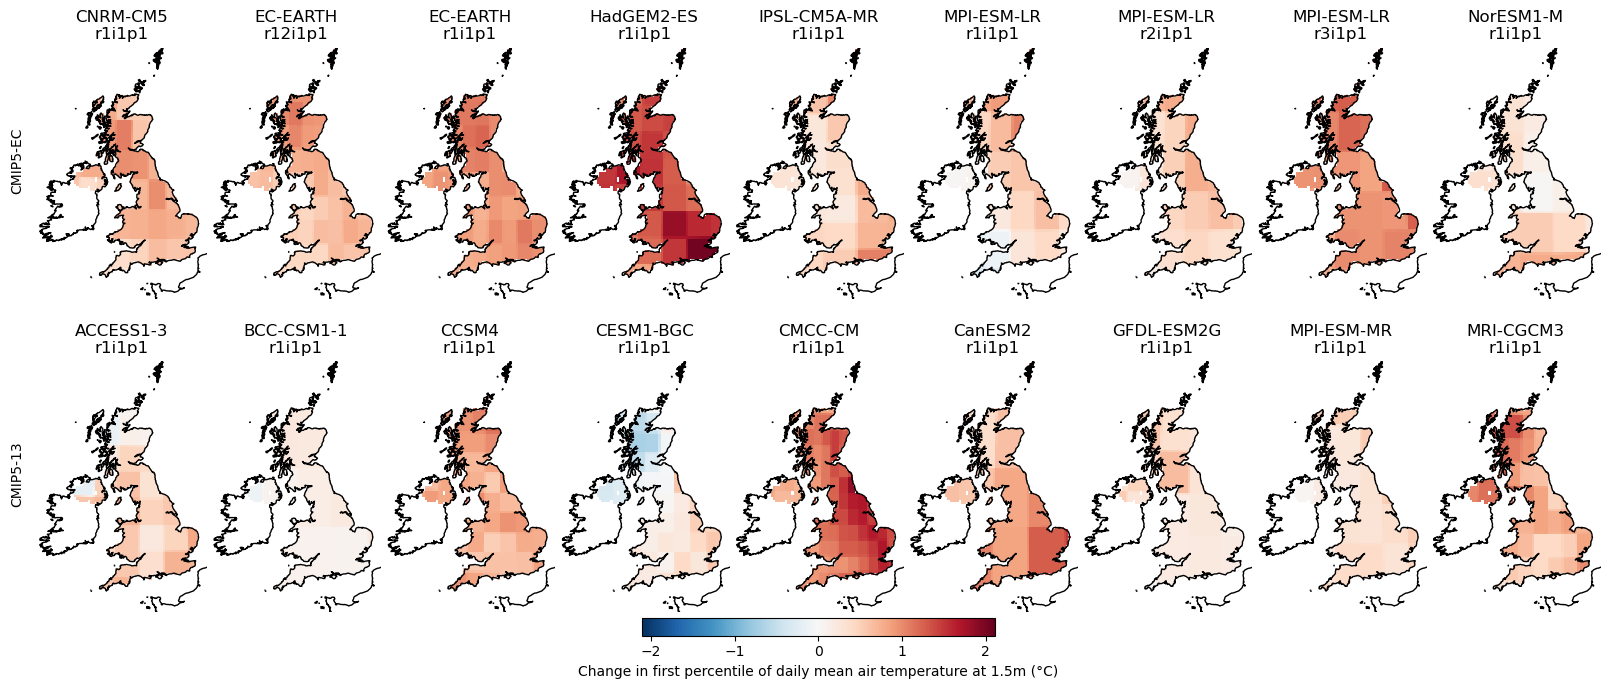 CNRM-CM5
r1i1p1
EC-EARTH
r12i1p1
EC-EARTH
r1i1p1
HadGEM2-ES
r1i1p1
IPSL-CM5A-MR
r1i1p1
MPI-ESM-LR
r1i1p1
MPI-ESM-LR
r2i1p1
MPI-ESM-LR
r3i1p1
NorESM1-M
r1i1p1
CMIP5-EC
ACCESS1-3
r1i1p1
BCC-CSM1-1
r1i1p1
CCSM4
r1i1p1
CESM1-BGC
r1i1p1
CMCC-CM
r1i1p1
CanESM2
r1i1p1
GFDL-ESM2G
r1i1p1
MPI-ESM-MR
r1i1p1
MRI-CGCM3
r1i1p1
CMIP5-13
−2 −1 0 1 2
Change in first percentile of daily mean air temperature at 1.5m (°C)